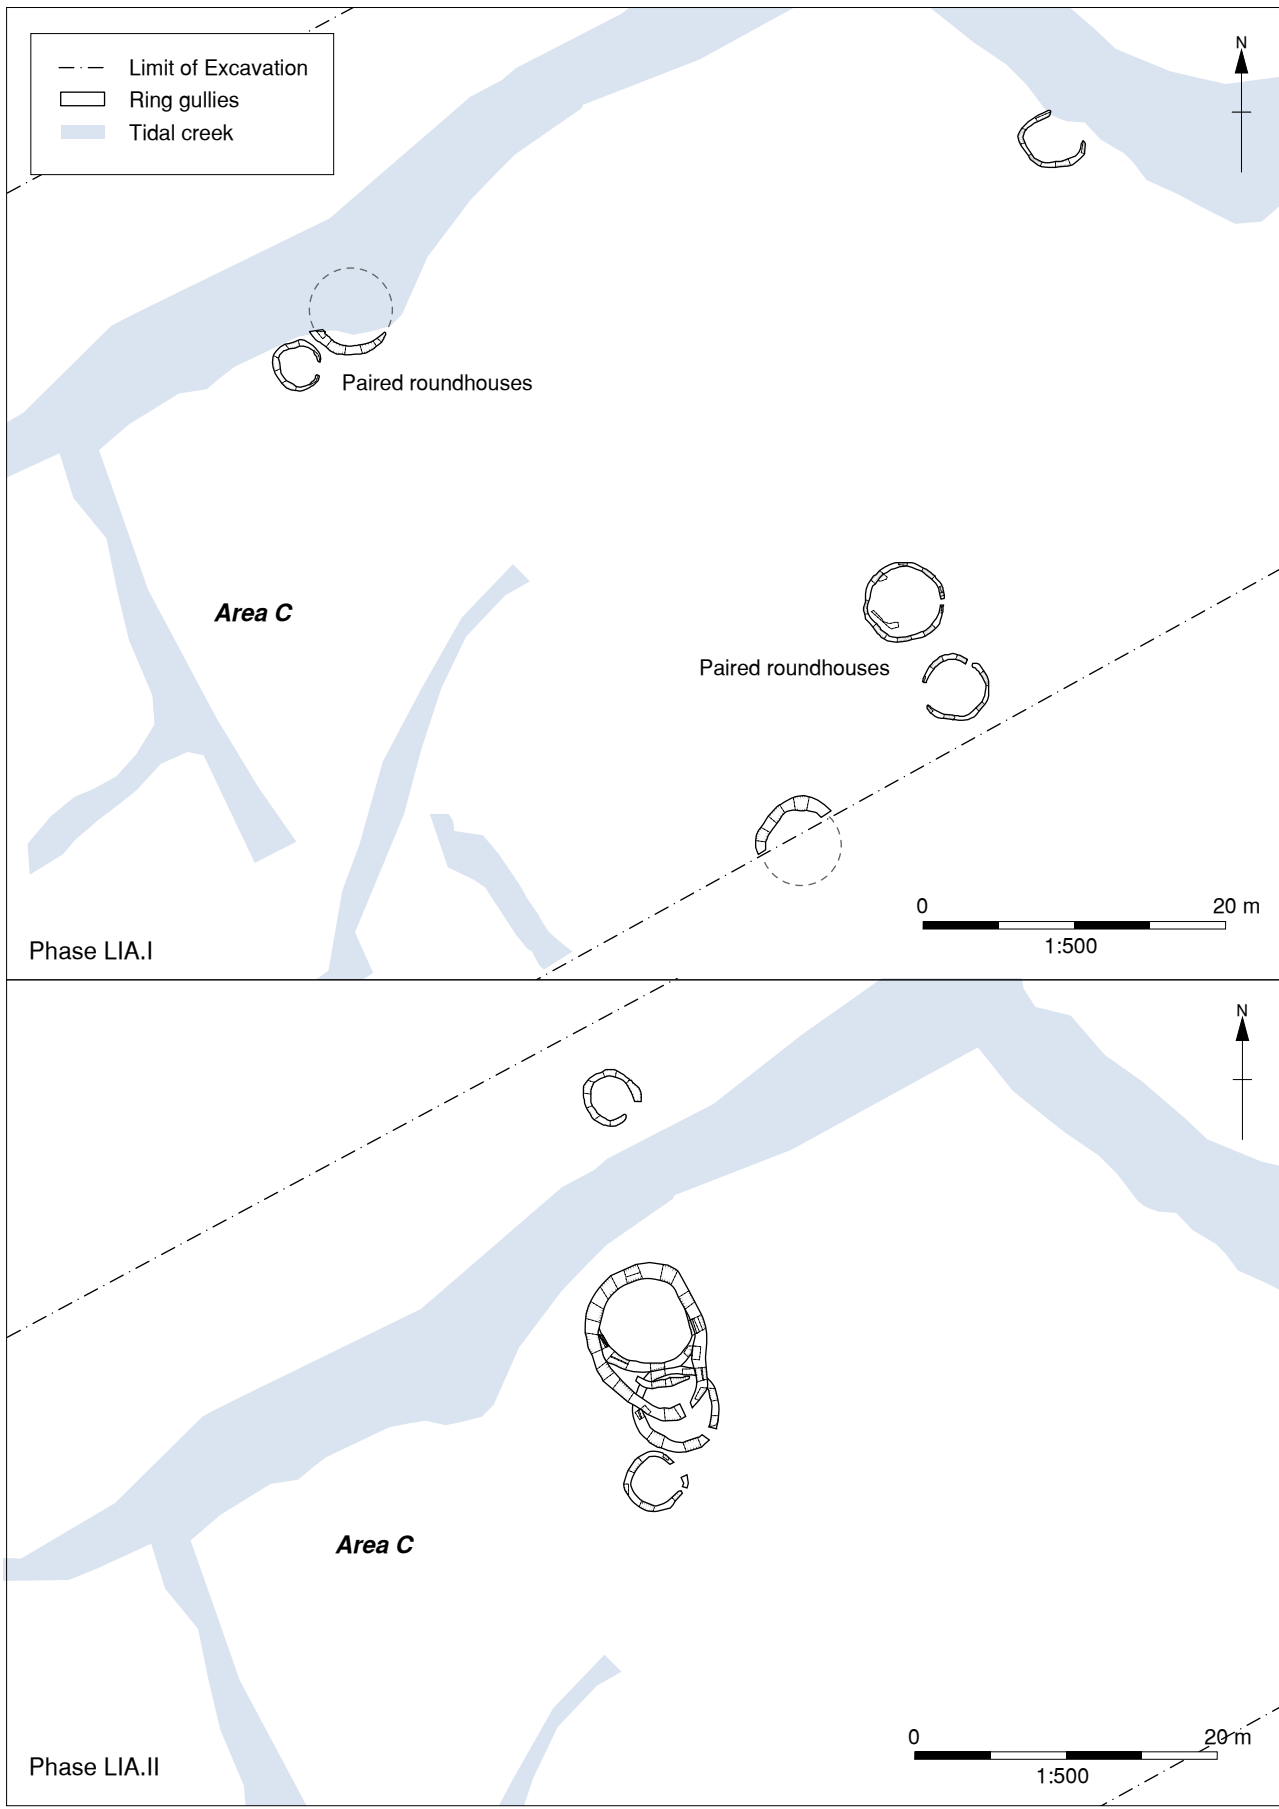 Limit of Excavation
Ring gullies
Tidal creek
N
Paired roundhouses
Area C
Paired roundhouses
0 20 m
1:500
Phase LIA.I
N
Area C
0 20 m
1:500
Phase LIA.II